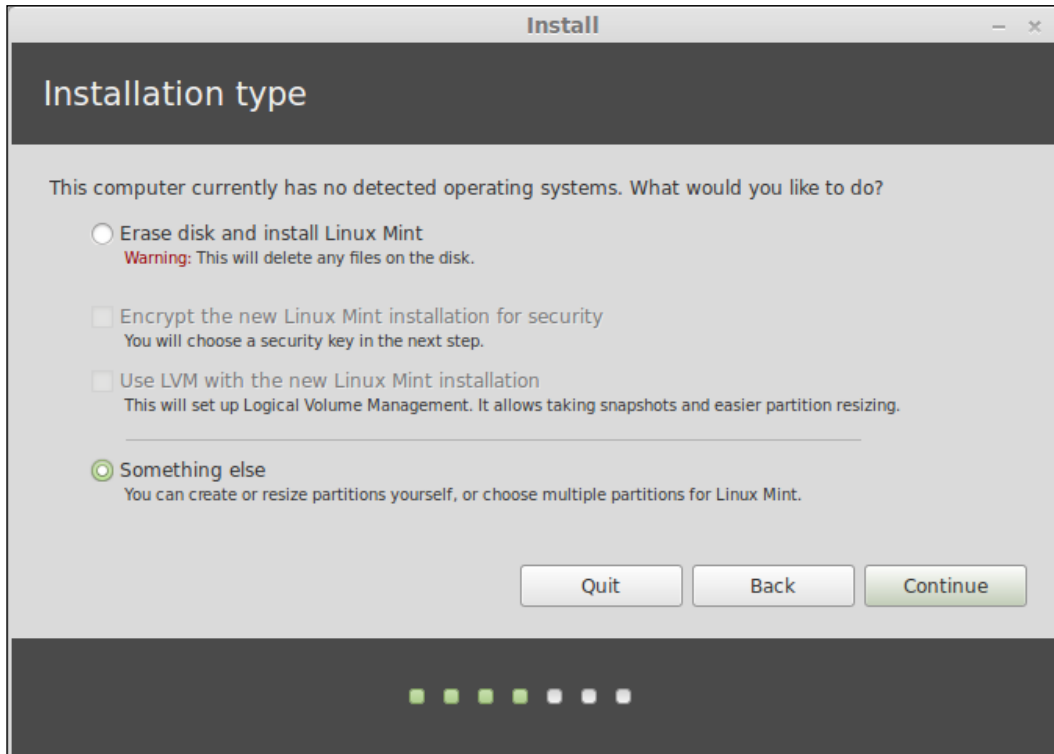 Install
Installation type
This computer currently has no detected operating systems. What would you like to do?
Erase disk and install Linux Mint
Warning: This will delete any files on the disk.
Encrypt the new Linux Mint installation for security
You will choose a security key in the next step.
Use LVM with the new Linux Mint installation
This will set up Logical Volume Management. It allows taking snapshots and easier partition resizing.
Something else
You can create or resize partitions yourself, or choose multiple partitions for Linux Mint.
Quit Back Continue